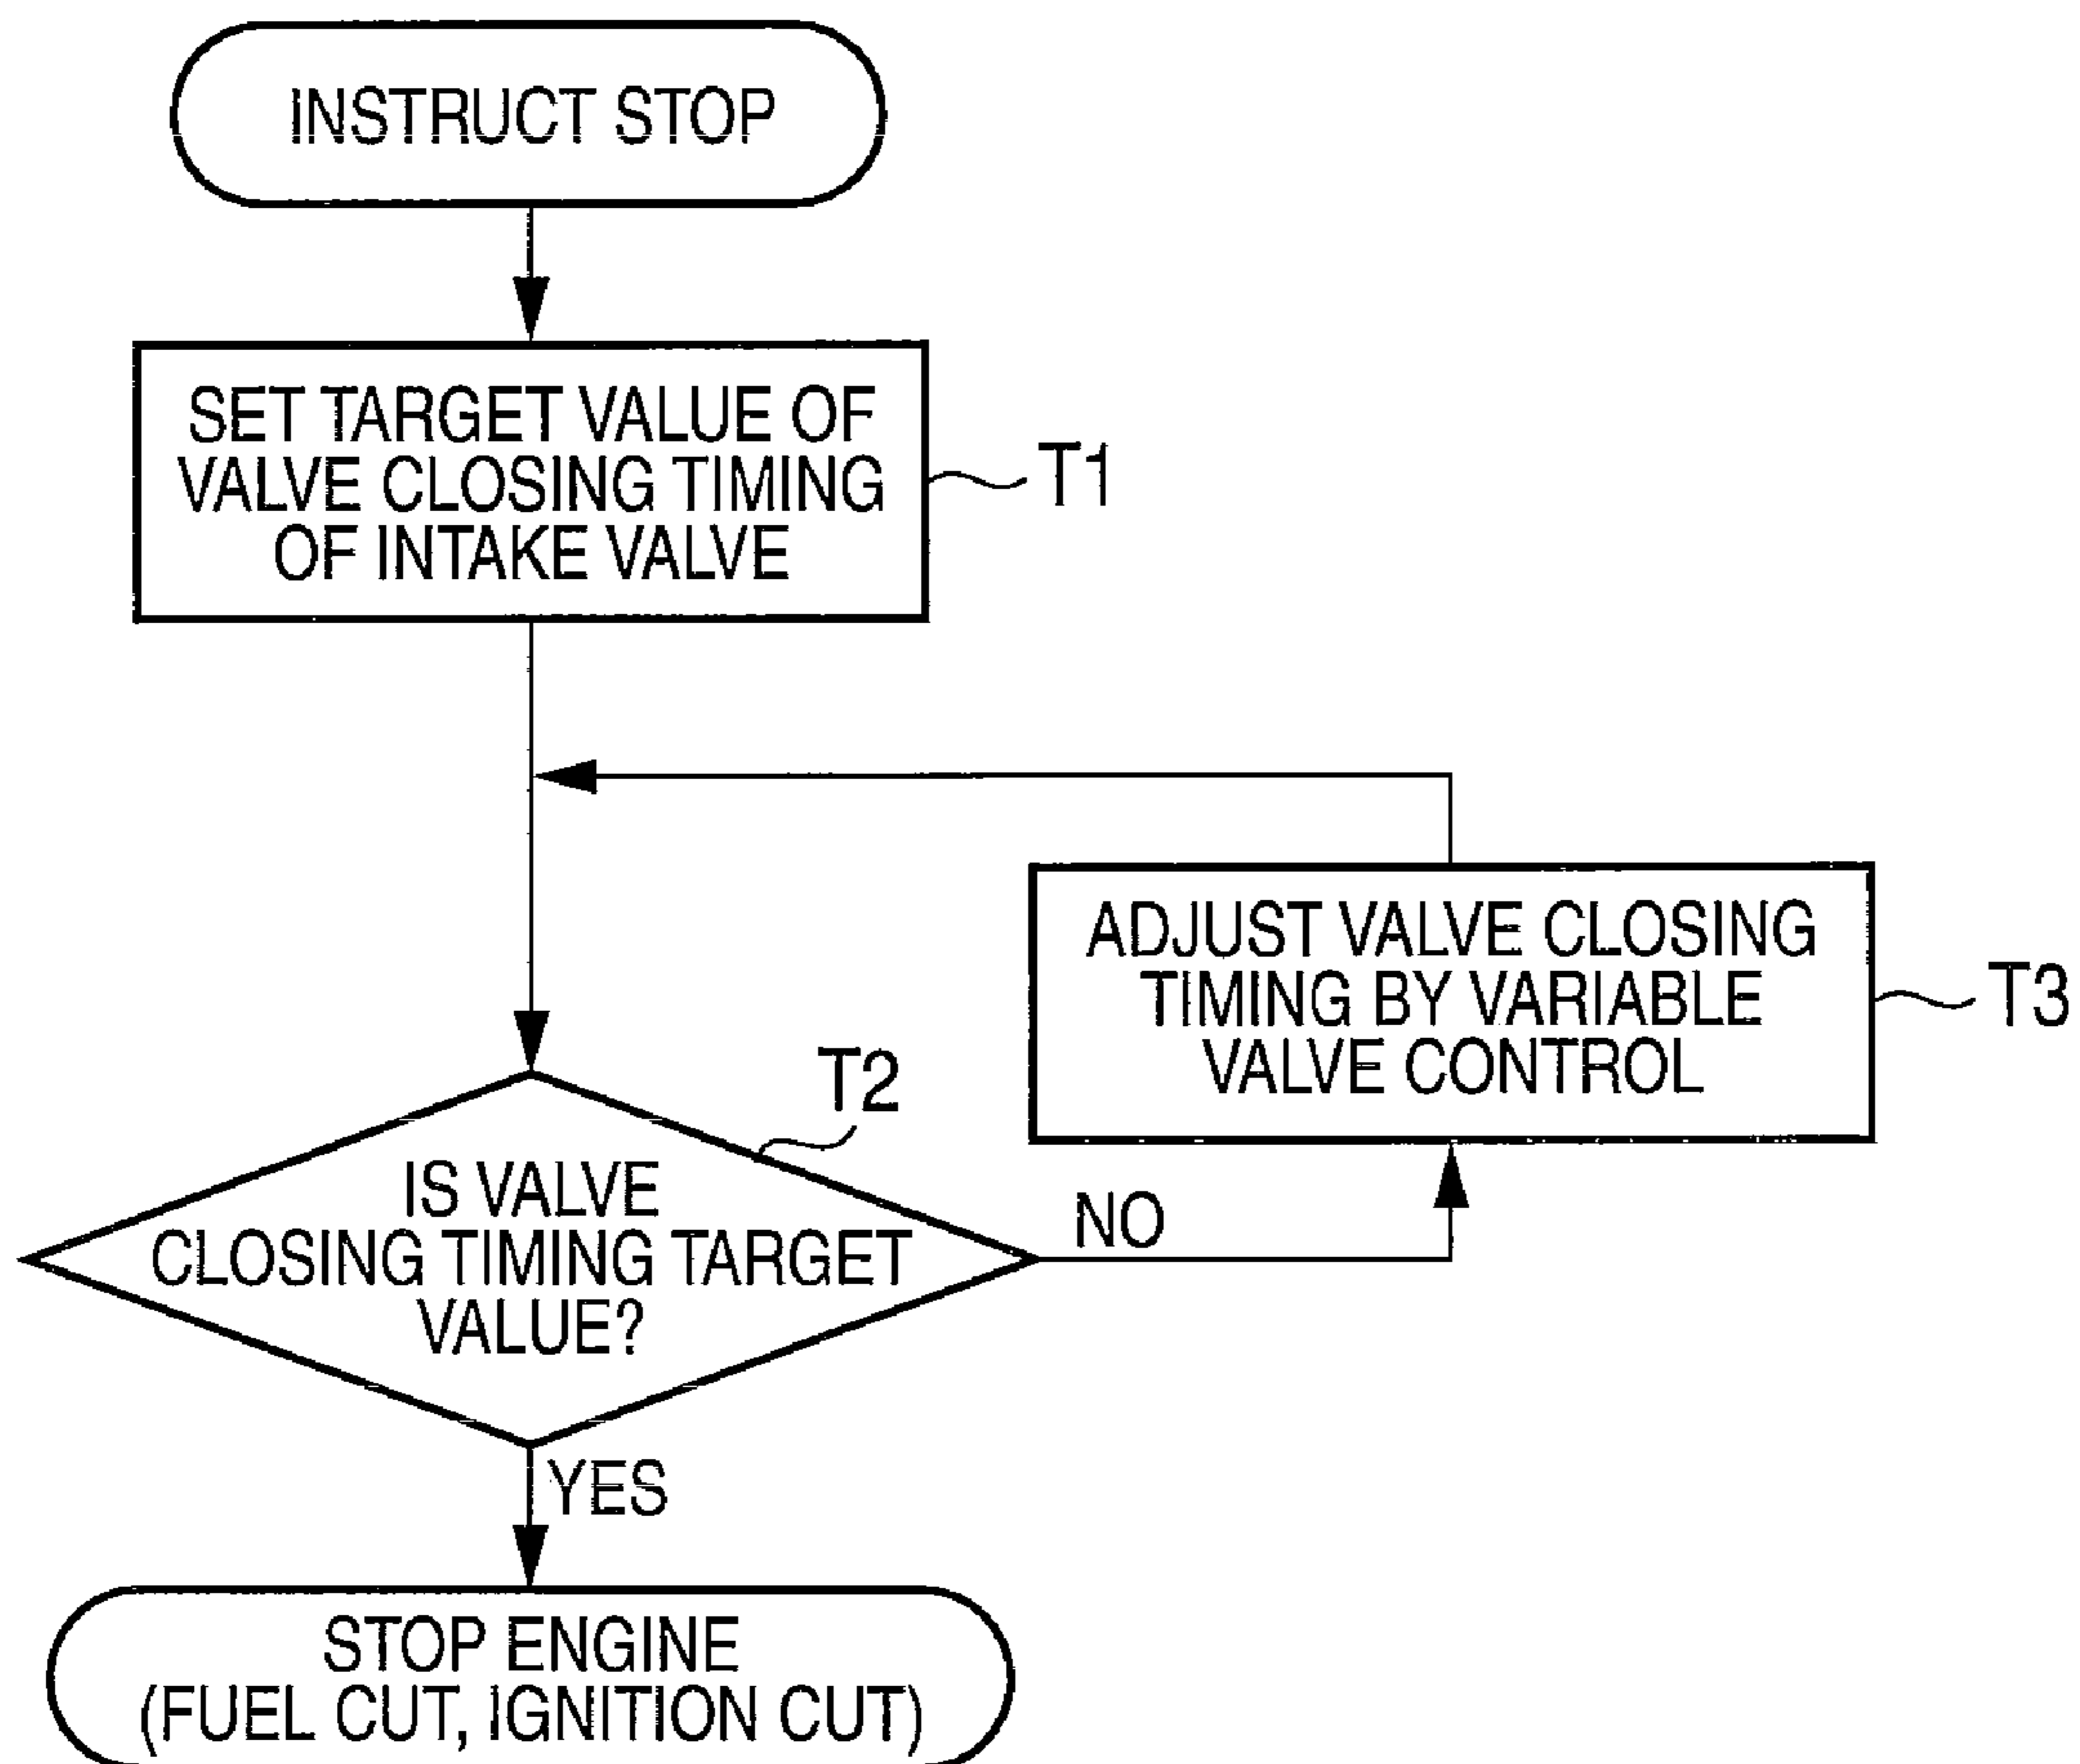 INSTRUCT STOP
SET TARGET VALUE OF
VALVE CLOSING TIMING
OF INTAKE VALVE
T1
ADJUST VALVE CLOSING
TIMING BY VARIABLE
VALVE CONTROL
T3
T2
IS VALVE
CLOSING TIMING TARGET
VALUE?
NO
YES
STOP ENGINE
(FUEL CUT, IGNITION CUT)